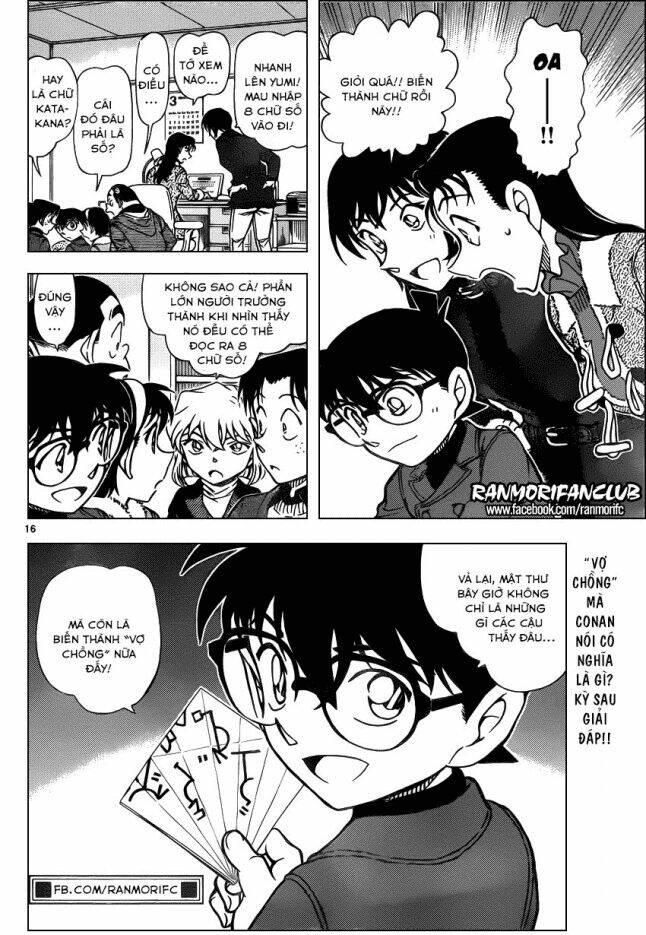 OA
—
!!
GIỎI QUÁ!! BIẾN
THÀNH CHỮ RỒI
NÀY!!
NHANH
LÊN YUMI!
MAU NHẬP
8 CHỮ SỐ
VÀO ĐI!
ĐỂ
TỚ XEM
NÀO...
CÓ
ĐIỀU
...
CÁI
ĐÓ ĐÂU
PHẢI LÀ
SỐ?
HAY
LÀ CHỮ
KATA-
KANA?
3
RANMORIFANCLUB
www.facebook.com/ranmorifc
KHÔNG SAO CẢ! PHẦN
LỚN NGƯỜI TRƯỞNG
THÀNH KHI NHÌN THẤY
NÓ ĐỀU CÓ THỂ
ĐỌC RA 8
CHỮ SỐ!
ĐÚNG
VẬY
...
16
VẢ LẠI, MẬT THƯ
BÂY GIỜ KHÔNG
CHỈ LÀ NHỮNG
GÌ CÁC CẬU
THẤY ĐÂU...
MÀ CÒN LÀ
BIẾN THÀNH "VỢ
CHỒNG" NỮA
ĐẤY!
"VỢ
CHỒNG"
MÀ
CONAN
NÓI CÓ
NGHĨA
LÀ GÌ?
KỲ SAU
GIẢI
ĐÁP!!
FB.COM/RANMORIFC